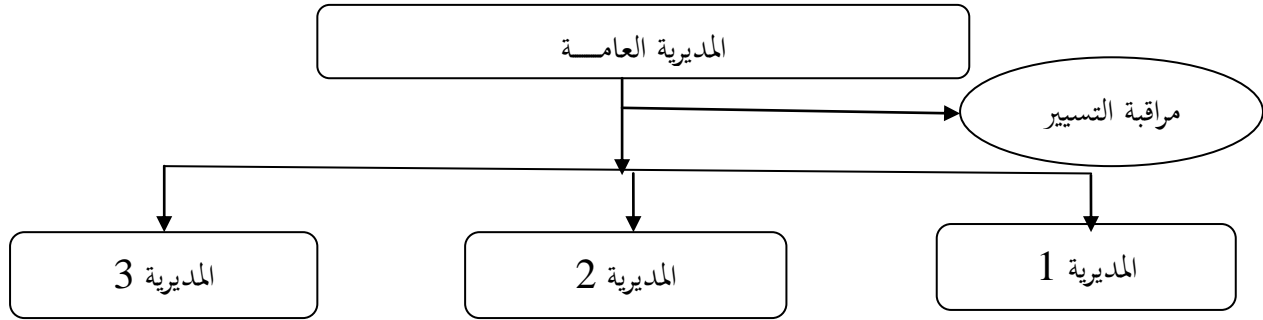 المديرية العامـــة
مراقبة التسيير
المديرية 1
المديرية 2
المديرية 3